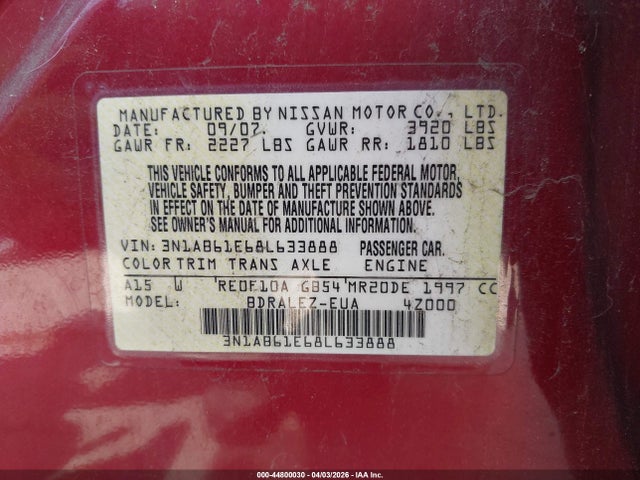 MANUFACTURED BY NISSAN MOTOR CO., LTD.
DATE: 09/07. GVWR: 3920 LBS
GAWR FR: 2227 LBS GAWR RR: 1810 LBS
THIS VEHICLE CONFORMS TO ALL APPLICABLE FEDERAL MOTOR,
VEHICLE SAFETY, BUMPER AND THEFT PREVENTION STANDARDS
IN EFFECT ON THE DATE OF MANUFACTURE SHOWN ABOVE.
SEE OWNER'S MANUAL FOR ADDITIONAL INFORMATION.
VIN: 3N1AB61E68L633888 PASSENGER CAR.
COLOR TRIM TRANS AXLE ENGINE
A15 W 'RE0F10A GB54'MR20DE 1997 CC
MODEL: BDRALEZ-EUA 4Z000
3N1AB61E68L633888
000-44800030 - 04/03/2026 - IAA Inc.